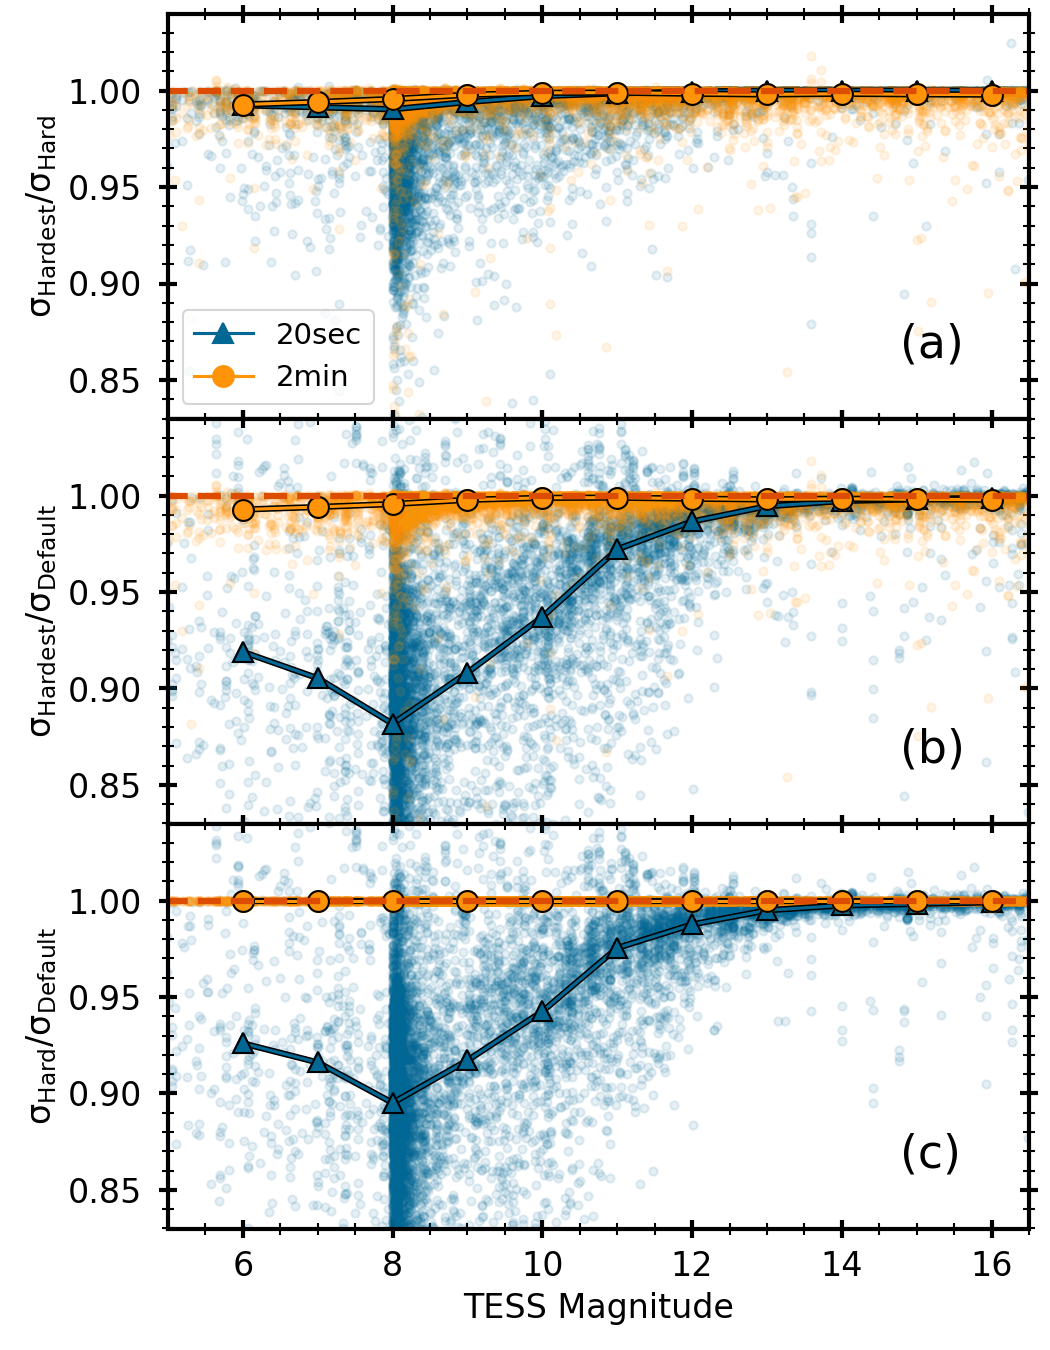 1.00
0.95
0.90
0.85
σHardest/σHard
20sec
2min
(a)
1.00
0.95
0.90
0.85
σHardest/σDefault
(b)
1.00
0.95
0.90
0.85
σHard/σDefault
(c)
6 8 10 12 14 16
TESS Magnitude